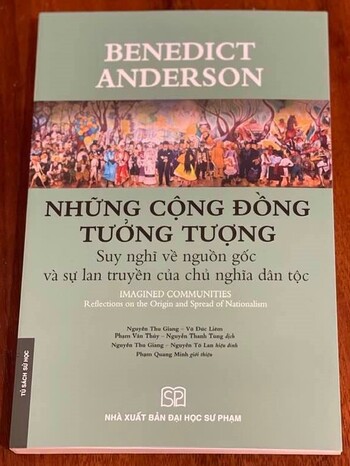 BENEDICT
ANDERSON
NHỮNG CỘNG ĐỒNG
TƯỞNG TƯỢNG
Suy nghĩ về nguồn gốc
và sự lan truyền của chủ nghĩa dân tộc
IMAGINED COMMUNITIES
Reflections on the Origin and Spread of Nationalism
Nguyễn Thu Giang – Vũ Đức Liêm
Phạm Văn Thủy – Nguyễn Thanh Tùng dịch
Nguyễn Thu Giang – Nguyễn Tô Lan hiệu đính
Phạm Quang Minh giới thiệu
TỦ SÁCH SỬ HỌC
NHÀ XUẤT BẢN ĐẠI HỌC SƯ PHẠM